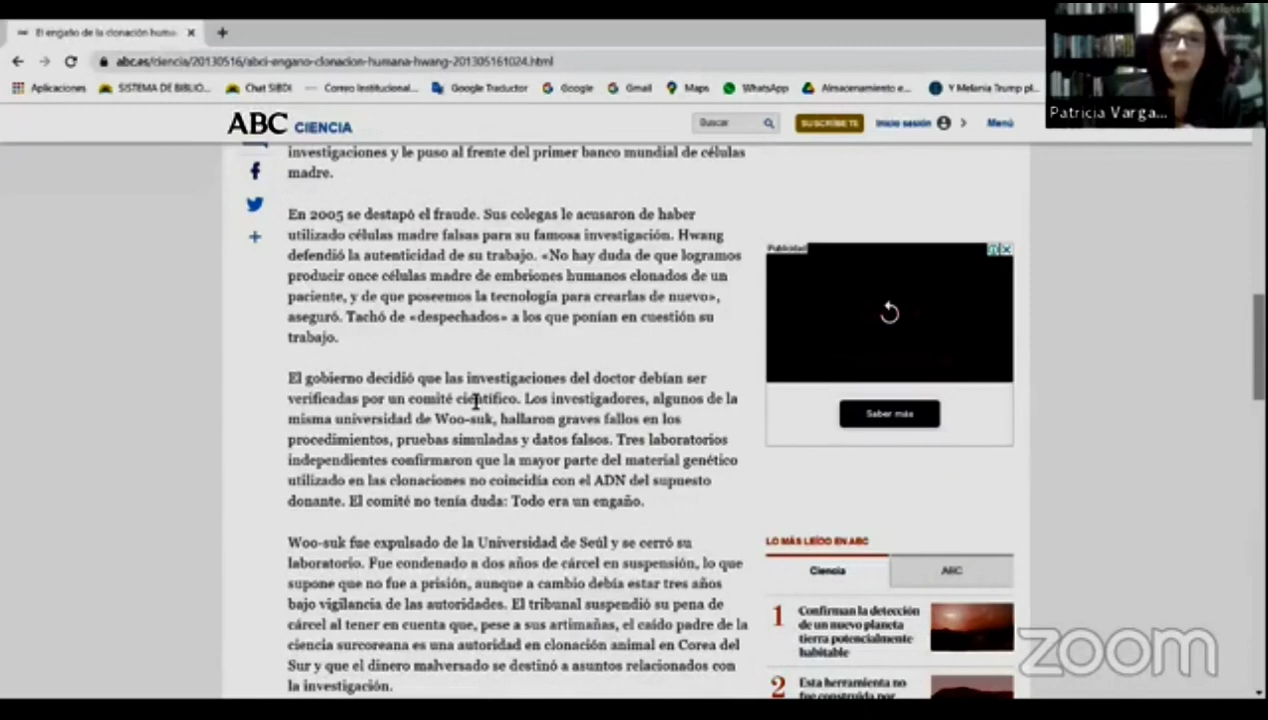 El engaño de la clonación huma
abc.es/ciencia/20130516/abci-engano-clonacion-humana-hwang-201305161024.html
Aplicaciones
SISTEMA DE BIBLIO...
Chat SIBDI
Correo Institucional...
Google Traductor
Google
Gmail
Maps
WhatsApp
Almacenamiento e...
Y Melania Trump pl...
Patricia Varga...
ABC CIENCIA
Buscar
SUSCRÍBETE
Inicio sesión
Menú
investigaciones y le puso al frente del primer banco mundial de células
madre.
En 2005 se destapó el fraude. Sus colegas le acusaron de haber
utilizado células madre falsas para su famosa investigación. Hwang
defendió la autenticidad de su trabajo. «No hay duda de que logramos
producir once células madre de embriones humanos clonados de un
paciente, y de que poseemos la tecnología para crearlas de nuevo»,
aseguró. Tachó de «despechados» a los que ponían en cuestión su
trabajo.
El gobierno decidió que las investigaciones del doctor debían ser
verificadas por un comité científico. Los investigadores, algunos de la
misma universidad de Woo-suk, hallaron graves fallos en los
procedimientos, pruebas simuladas y datos falsos. Tres laboratorios
independientes confirmaron que la mayor parte del material genético
utilizado en las clonaciones no coincidía con el ADN del supuesto
donante. El comité no tenía duda: Todo era un engaño.
Woo-suk fue expulsado de la Universidad de Seúl y se cerró su
laboratorio. Fue condenado a dos años de cárcel en suspensión, lo que
supone que no fue a prisión, aunque a cambio debía estar tres años
bajo vigilancia de las autoridades. El tribunal suspendió su pena de
cárcel al tener en cuenta que, pese a sus artimañas, el caído padre de la
ciencia surcoreana es una autoridad en clonación animal en Corea del
Sur y que el dinero malversado se destinó a asuntos relacionados con
la investigación.
Publicidad
Saber más
LO MÁS LEÍDO EN ABC
Ciencia
ABC
1 Confirman la detección
de un nuevo planeta
tierra potencialmente
habitable
2 Esta herramienta no
fue construida por
zoom